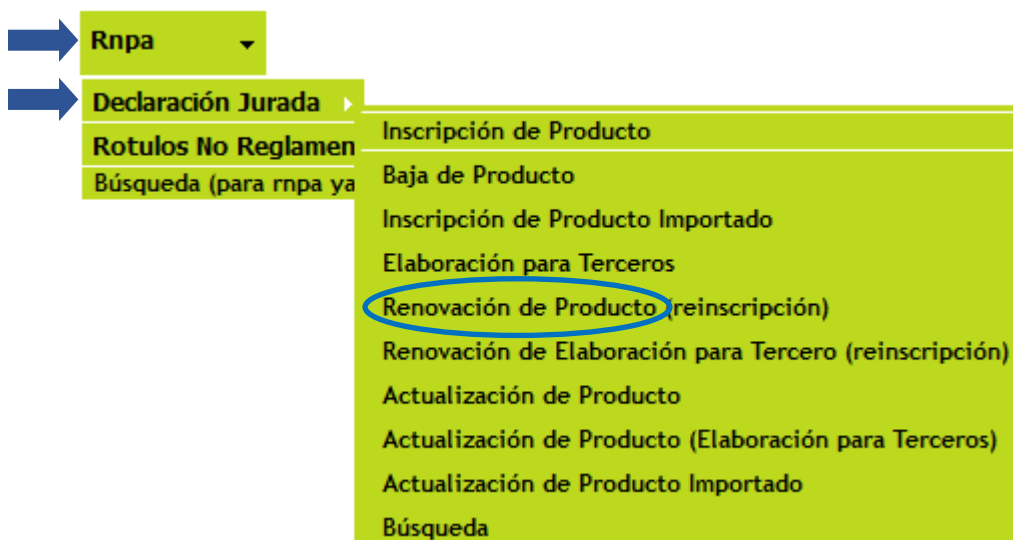 Rnpa
Declaración Jurada
Rotulos No Reglamen
Búsqueda (para rnpa ya
Inscripción de Producto
Baja de Producto
Inscripción de Producto Importado
Elaboración para Terceros
Renovación de Producto (reinscripción)
Renovación de Elaboración para Tercero (reinscripción)
Actualización de Producto
Actualización de Producto (Elaboración para Terceros)
Actualización de Producto Importado
Búsqueda